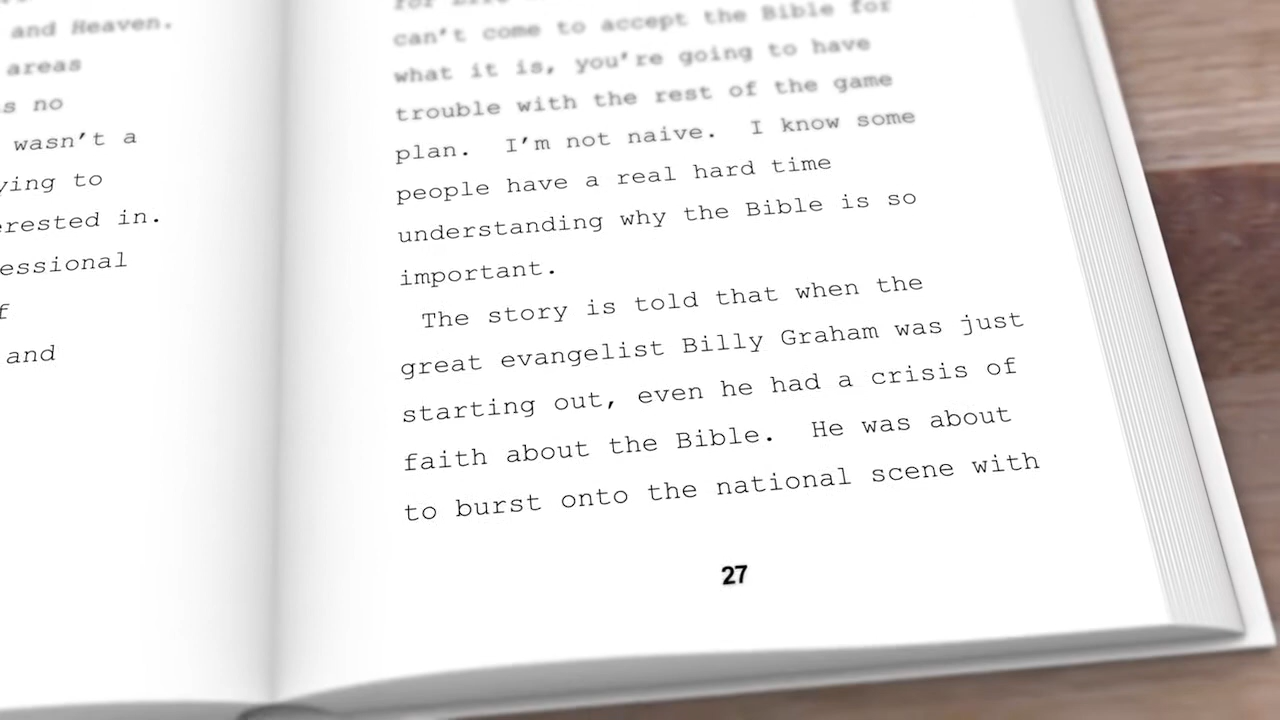 and Heaven.
areas
s no
wasn't a
ying to
erested in.
essional
f
and
for Life
can't come to accept the Bible for
what it is, you're going to have
trouble with the rest of the game
plan.  I'm not naive.  I know some
people have a real hard time
understanding why the Bible is so
important.
The story is told that when the
great evangelist Billy Graham was just
starting out, even he had a crisis of
faith about the Bible.  He was about
to burst onto the national scene with
27